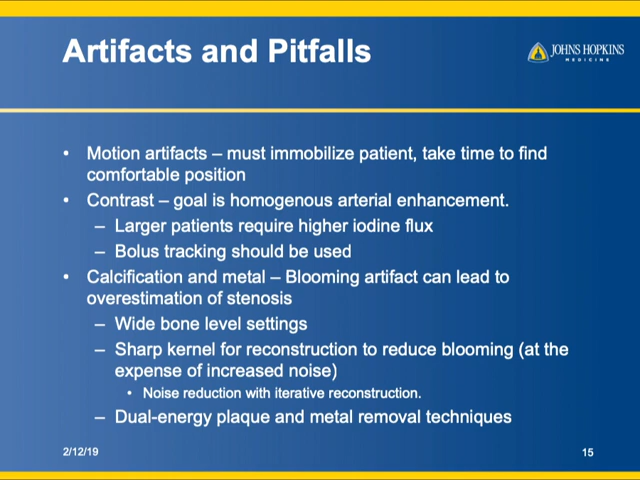 Artifacts and Pitfalls
JOHNS HOPKINS
MEDICINE
• Motion artifacts – must immobilize patient, take time to find
comfortable position
• Contrast – goal is homogenous arterial enhancement.
– Larger patients require higher iodine flux
– Bolus tracking should be used
• Calcification and metal – Blooming artifact can lead to
overestimation of stenosis
– Wide bone level settings
– Sharp kernel for reconstruction to reduce blooming (at the
expense of increased noise)
• Noise reduction with iterative reconstruction.
– Dual-energy plaque and metal removal techniques
2/12/19
15